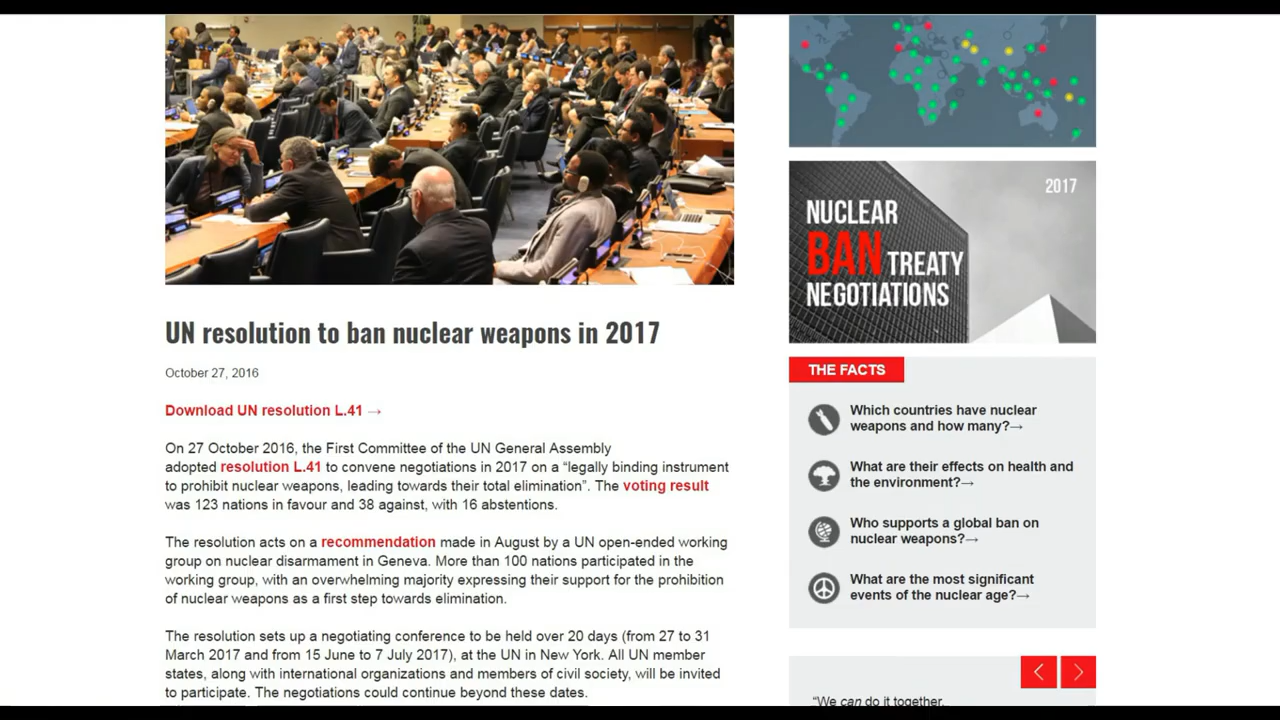 UN resolution to ban nuclear weapons in 2017
October 27, 2016
Download UN resolution L.41 →
On 27 October 2016, the First Committee of the UN General Assembly
adopted resolution L.41 to convene negotiations in 2017 on a “legally binding instrument
to prohibit nuclear weapons, leading towards their total elimination”. The voting result
was 123 nations in favour and 38 against, with 16 abstentions.
The resolution acts on a recommendation made in August by a UN open-ended working
group on nuclear disarmament in Geneva. More than 100 nations participated in the
working group, with an overwhelming majority expressing their support for the prohibition
of nuclear weapons as a first step towards elimination.
The resolution sets up a negotiating conference to be held over 20 days (from 27 to 31
March 2017 and from 15 June to 7 July 2017), at the UN in New York. All UN member
states, along with international organizations and members of civil society, will be invited
to participate. The negotiations could continue beyond these dates.
2017
NUCLEAR
BAN TREATY
NEGOTIATIONS
THE FACTS
Which countries have nuclear
weapons and how many?→
What are their effects on health and
the environment?→
Who supports a global ban on
nuclear weapons?→
What are the most significant
events of the nuclear age?→
“We can do it together.